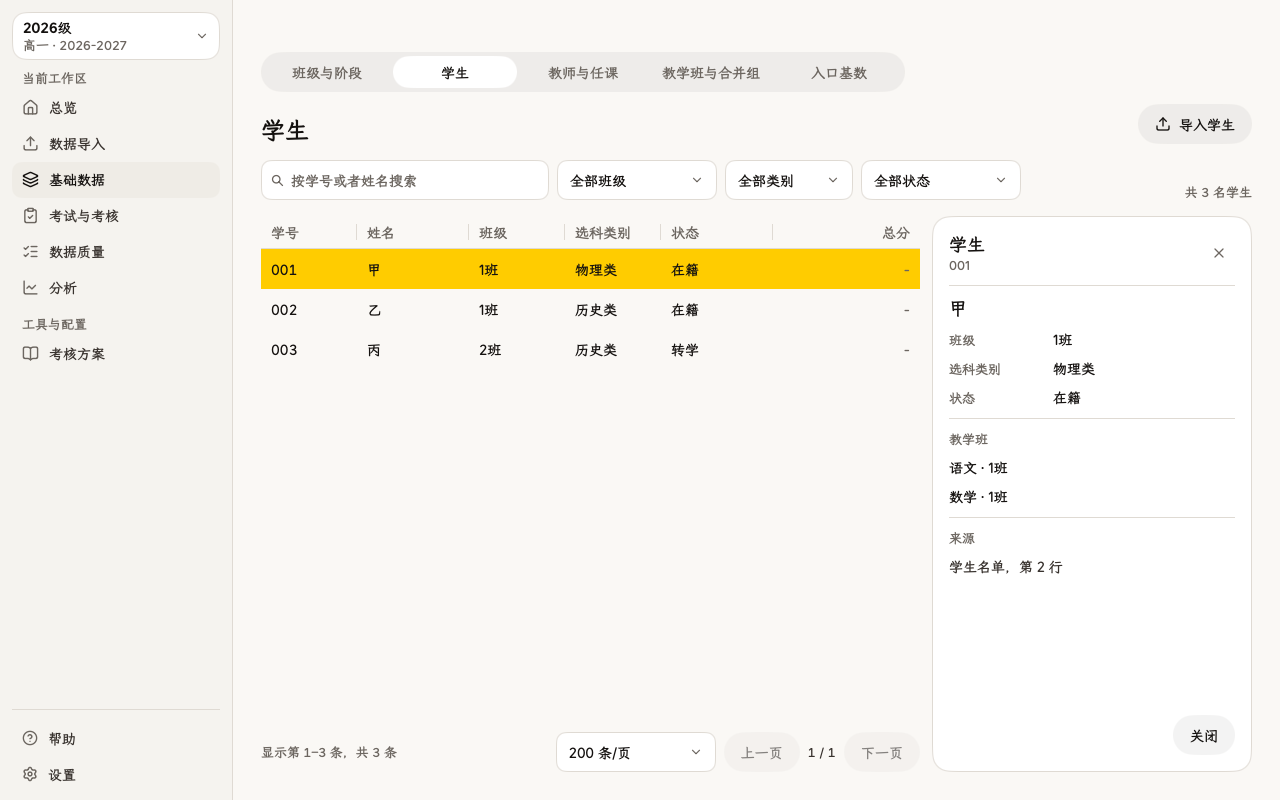 2026级
高一 · 2026-2027
当前工作区
总览
数据导入
基础数据
考试与考核
数据质量
分析
工具与配置
考核方案
帮助
设置
班级与阶段 学生 教师与任课 教学班与合并组 入口基数
学生
导入学生
按学号或者姓名搜索 全部班级 全部类别 全部状态
共 3 名学生
学号 姓名 班级 选科类别 状态 总分
001 甲 1班 物理类 在籍 -
002 乙 1班 历史类 在籍 -
003 丙 2班 历史类 转学 -
显示第 1–3 条，共 3 条 200 条/页 上一页 1 / 1 下一页
学生
001
甲
班级 1班
选科类别 物理类
状态 在籍
教学班
语文 · 1班
数学 · 1班
来源
学生名单，第 2 行
关闭